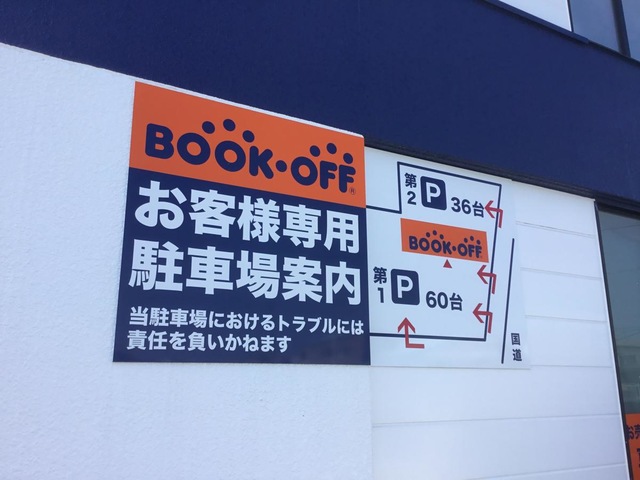 BOOK・OFF®
お客様専用
駐車場案内
当駐車場におけるトラブルには
責任を負いかねます
第2 P 36台
BOOK・OFF
第1 P 60台
国道
お売